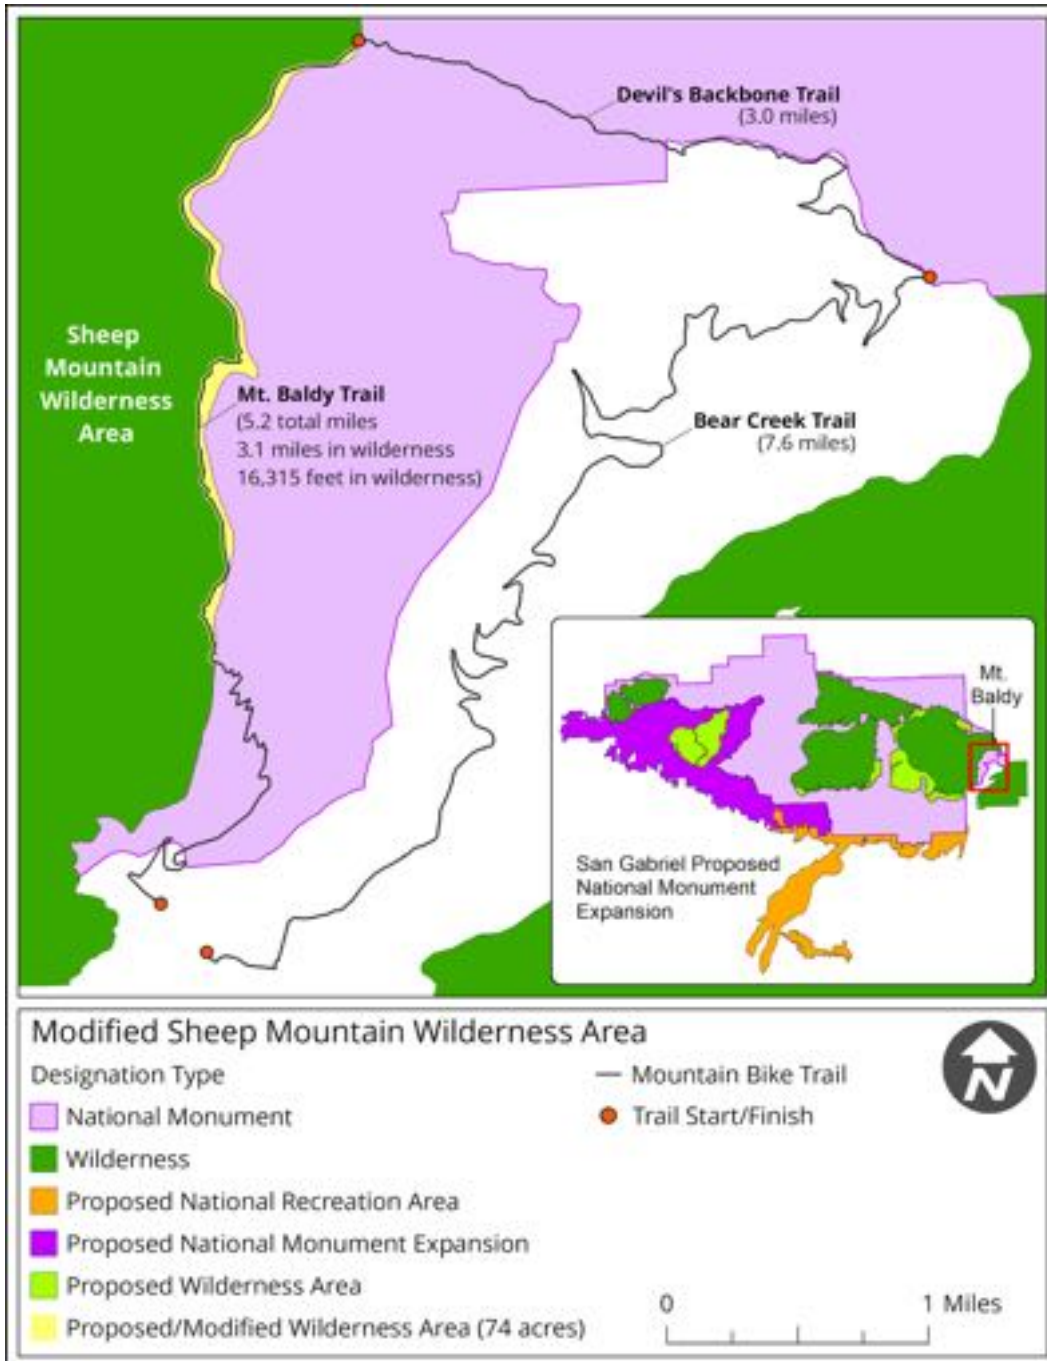 Devil's Backbone Trail
(3.0 miles)
Sheep
Mountain
Wilderness
Area
Mt. Baldy Trail
(5.2 total miles
3.1 miles in wilderness
16,315 feet in wilderness)
Bear Creek Trail
(7.6 miles)
Mt.
Baldy
San Gabriel Proposed
National Monument
Expansion
Modified Sheep Mountain Wilderness Area
Designation Type
National Monument
Wilderness
Proposed National Recreation Area
Proposed National Monument Expansion
Proposed Wilderness Area
Proposed/Modified Wilderness Area (74 acres)
Mountain Bike Trail
Trail Start/Finish
N
0 1 Miles